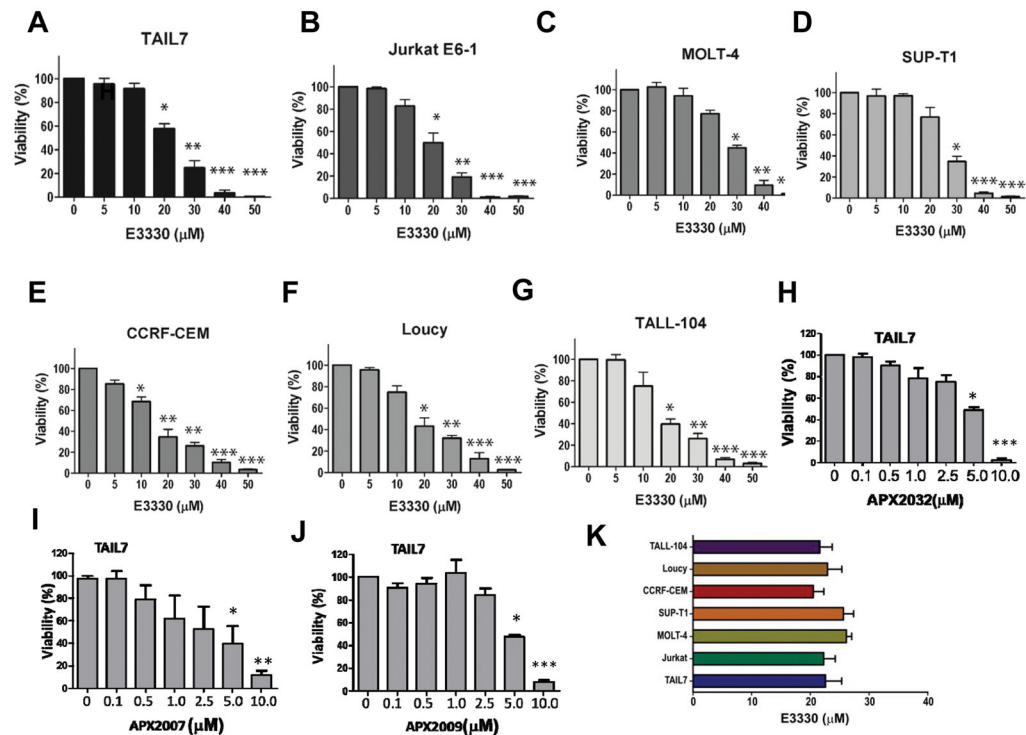 A
TAIL7
Viability (%)
100
80
60
40
20
0
H
*
**
***
***
0 5 10 20 30 40 50
E3330 (µM)
B
Jurkat E6-1
Viability (%)
100
80
60
40
20
0
*
**
***
***
0 5 10 20 30 40 50
E3330 (µM)
C
MOLT-4
Viability (%)
100
80
60
40
20
0
*
**
*
0 5 10 20 30 40
E3330 (µM)
D
SUP-T1
Viability (%)
100
80
60
40
20
0
*
***
***
0 5 10 20 30 40 50
E3330 (µM)
E
CCRF-CEM
Viability (%)
100
80
60
40
20
0
*
**
**
***
***
0 5 10 20 30 40 50
E3330 (µM)
F
Loucy
Viability (%)
100
80
60
40
20
0
*
**
***
***
0 5 10 20 30 40 50
E3330 (µM)
G
TALL-104
Viability (%)
100
80
60
40
20
0
*
**
***
***
0 5 10 20 30 40 50
E3330 (µM)
H
TAIL7
Viability (%)
120
100
80
60
40
20
0
*
***
0 0.1 0.5 1.0 2.5 5.0 10.0
APX2032(µM)
I
TAIL7
Viability (%)
120
100
80
60
40
20
0
*
**
0 0.1 0.5 1.0 2.5 5.0 10.0
APX2007 (µM)
J
TAIL7
Viability (%)
120
100
80
60
40
20
0
*
***
0 0.1 0.5 1.0 2.5 5.0 10.0
APX2009(µM)
K
TALL-104
Loucy
CCRF-CEM
SUP-T1
MOLT-4
Jurkat
TAIL7
0 10 20 30 40
E3330 (µM)